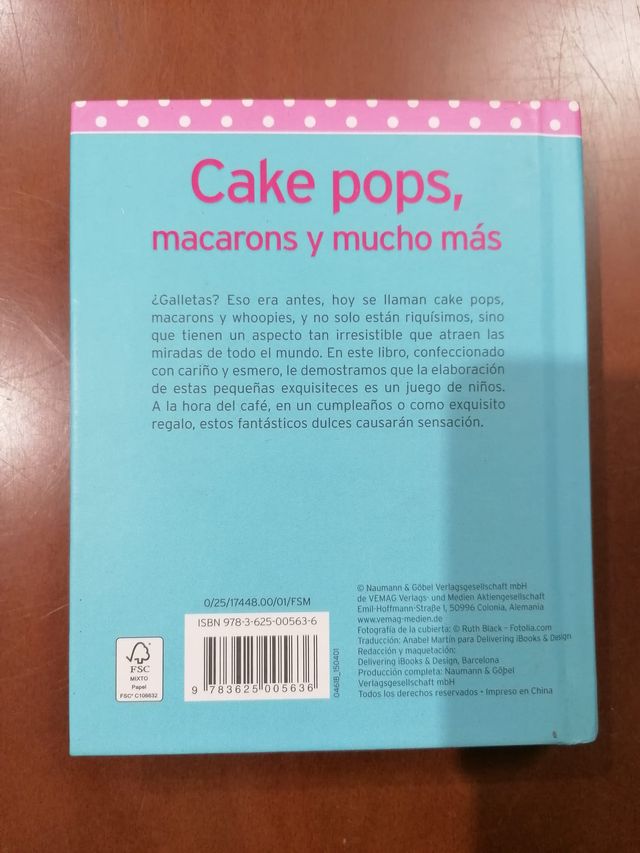 Cake pops,
macarons y mucho más
¿Galletas? Eso era antes, hoy se llaman cake pops,
macarons y whoopies, y no solo están riquísimos, sino
que tienen un aspecto tan irresistible que atraen las
miradas de todo el mundo. En este libro, confeccionado
con cariño y esmero, le demostramos que la elaboración
de estas pequeñas exquisiteces es un juego de niños.
A la hora del café, en un cumpleaños o como exquisito
regalo, estos fantásticos dulces causarán sensación.
0/25/17448.00/01/FSM
ISBN 978-3-625-00563-6
9 783625 005636
046IB_150401
FSC
MIXTO
Papel
FSC® C106632
© Naumann & Göbel Verlagsgesellschaft mbH
de VEMAG Verlags- und Medien Aktiengesellschaft
Emil-Hoffmann-Straße 1, 50996 Colonia, Alemania
www.vemag-medien.de
Fotografía de la cubierta: © Ruth Black – Fotolia.com
Traducción: Anabel Martín para Delivering iBooks & Design
Redacción y maquetación:
Delivering iBooks & Design, Barcelona
Producción completa: Naumann & Göbel
Verlagsgesellschaft mbH
Todos los derechos reservados • Impreso en China